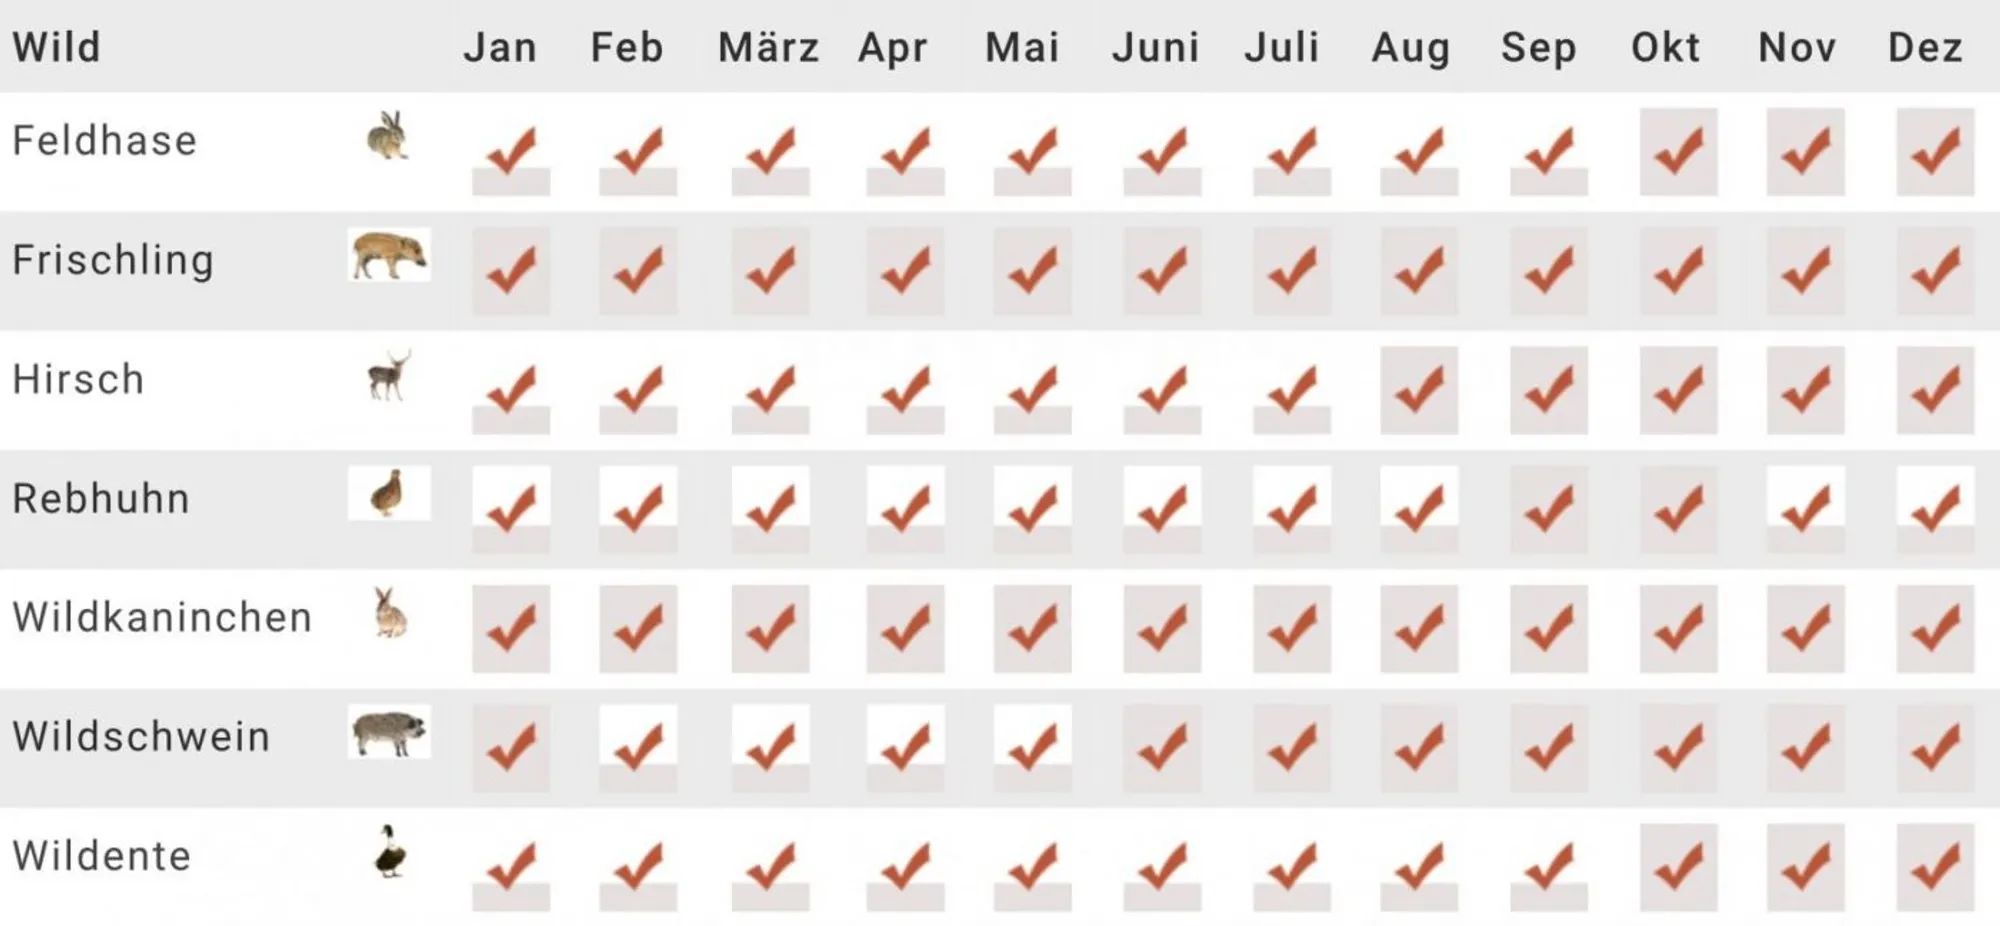 Wild Jan Feb März Apr Mai Juni Juli Aug Sep Okt Nov Dez
Feldhase
Frischling
Hirsch
Rebhuhn
Wildkaninchen
Wildschwein
Wildente